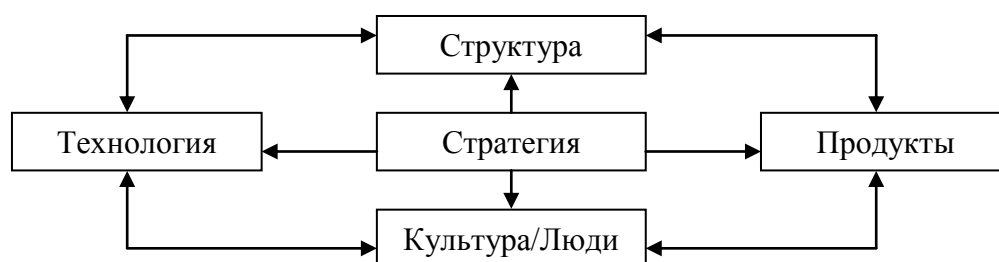 Структура
Технология
Стратегия
Продукты
Культура/Люди